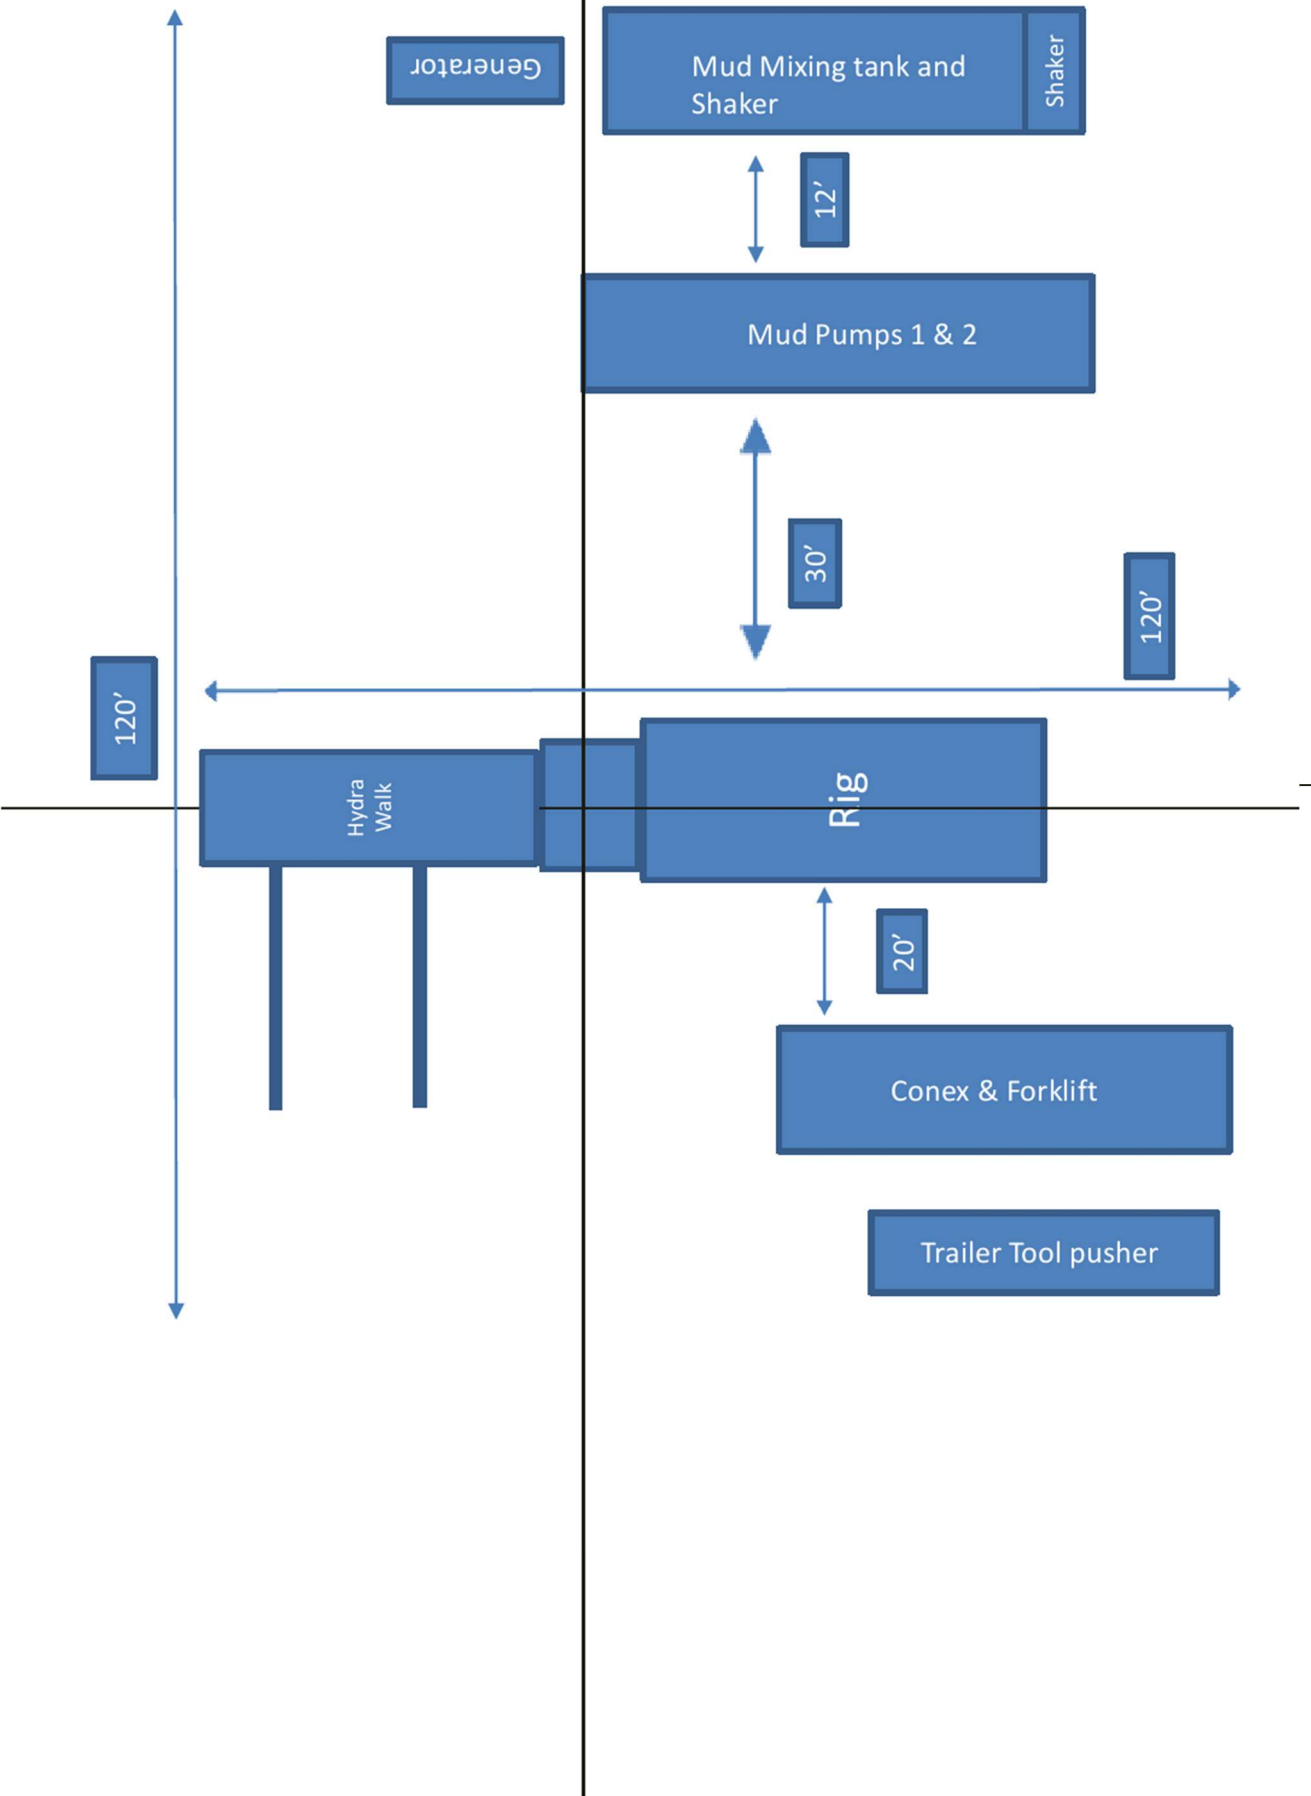 Generator
Mud Mixing tank and
Shaker
Shaker
12’
Mud Pumps 1 & 2
30’
120’
120’
Hydra
Walk
Rig
20’
Conex & Forklift
Trailer Tool pusher